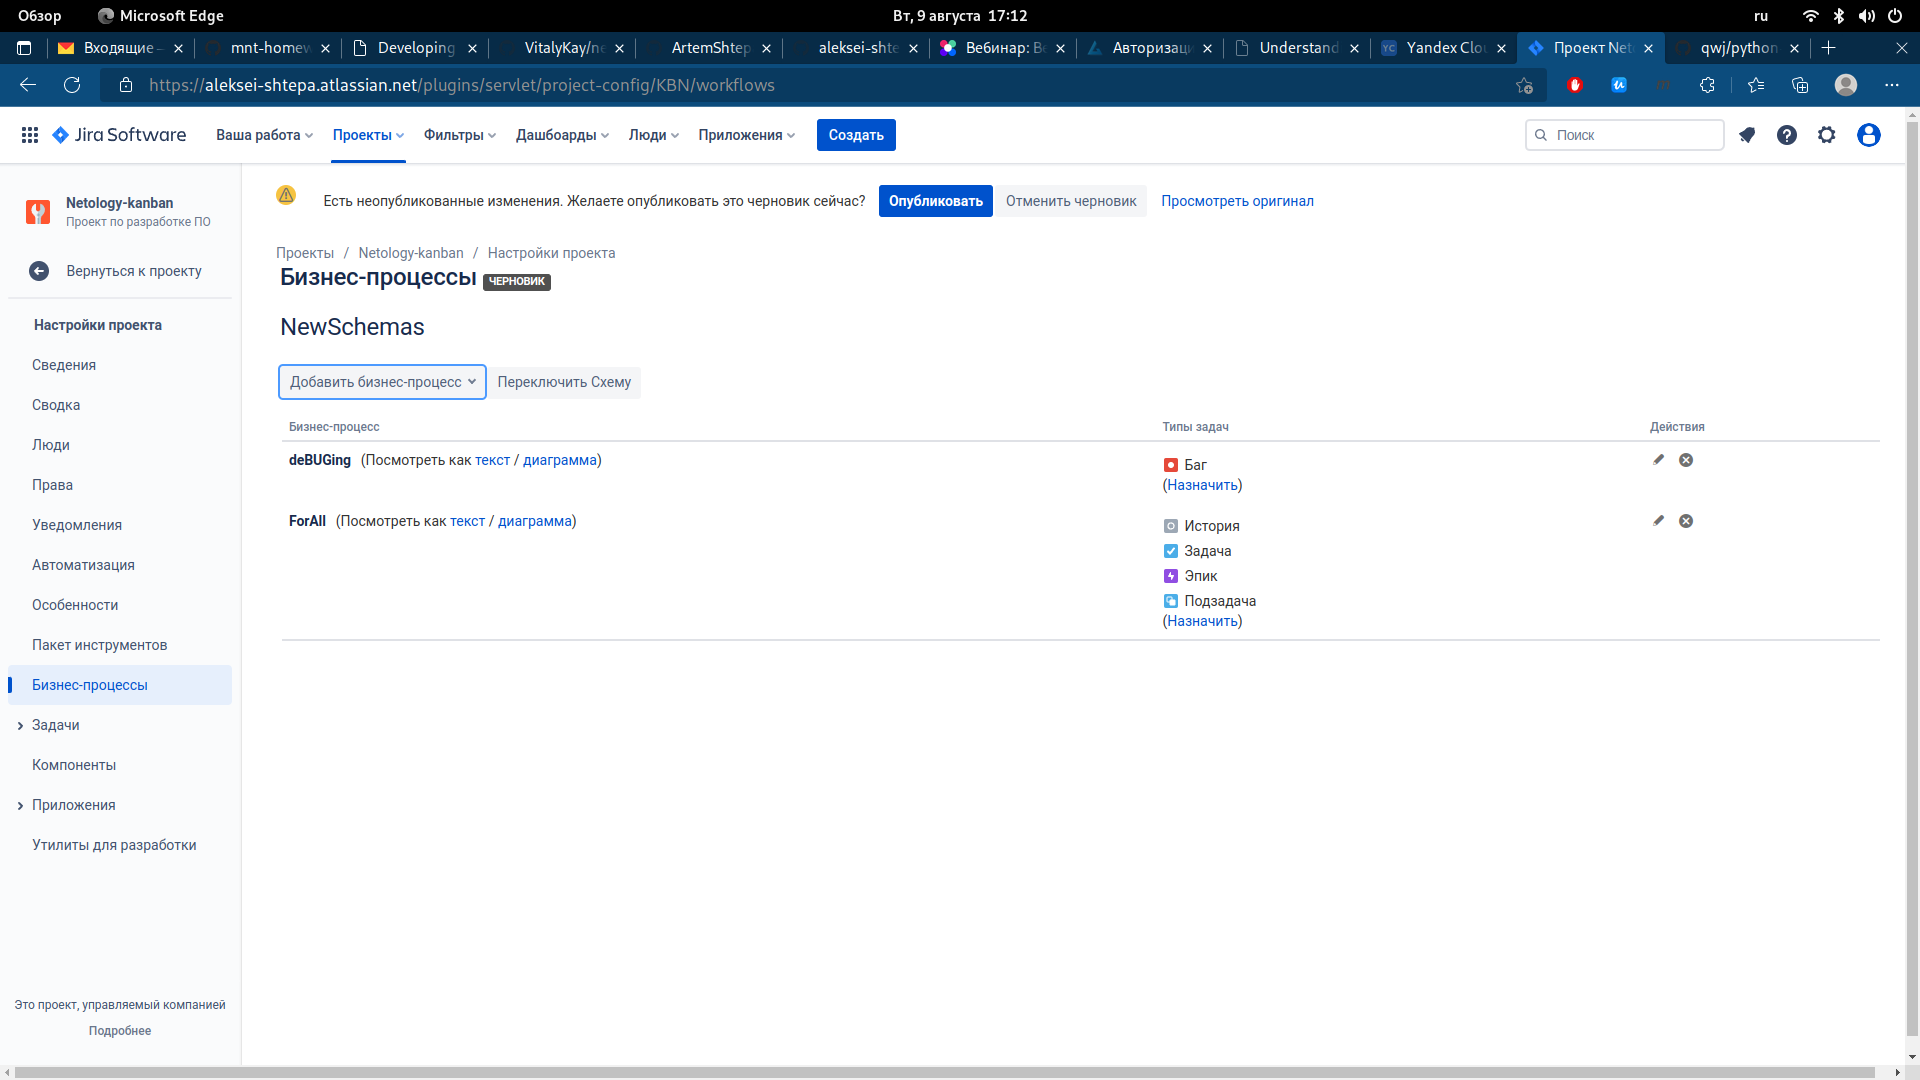 Обзор Microsoft Edge Вт, 9 августа 17:12 ru
Входящие – mnt-homew Developing VitalyKay/ne ArtemShtep aleksei-shte Вебинар: Ве Авторизаци Understand Yandex Clou Проект Net qwj/python
https://aleksei-shtepa.atlassian.net/plugins/servlet/project-config/KBN/workflows
Jira Software Ваша работа Проекты Фильтры Дашборды Люди Приложения Создать Поиск
Netology-kanban
Проект по разработке ПО
Вернуться к проекту
Настройки проекта
Сведения
Сводка
Люди
Права
Уведомления
Автоматизация
Особенности
Пакет инструментов
Бизнес-процессы
Задачи
Компоненты
Приложения
Утилиты для разработки
Это проект, управляемый компанией
Подробнее
Есть неопубликованные изменения. Желаете опубликовать это черновик сейчас? Опубликовать Отменить черновик Просмотреть оригинал
Проекты / Netology-kanban / Настройки проекта
Бизнес-процессы ЧЕРНОВИК
NewSchemas
Добавить бизнес-процесс Переключить Схему
Бизнес-процесс Типы задач Действия
deBUGing (Посмотреть как текст / диаграмма) Баг
(Назначить)
ForAll (Посмотреть как текст / диаграмма) История
Задача
Эпик
Подзадача
(Назначить)